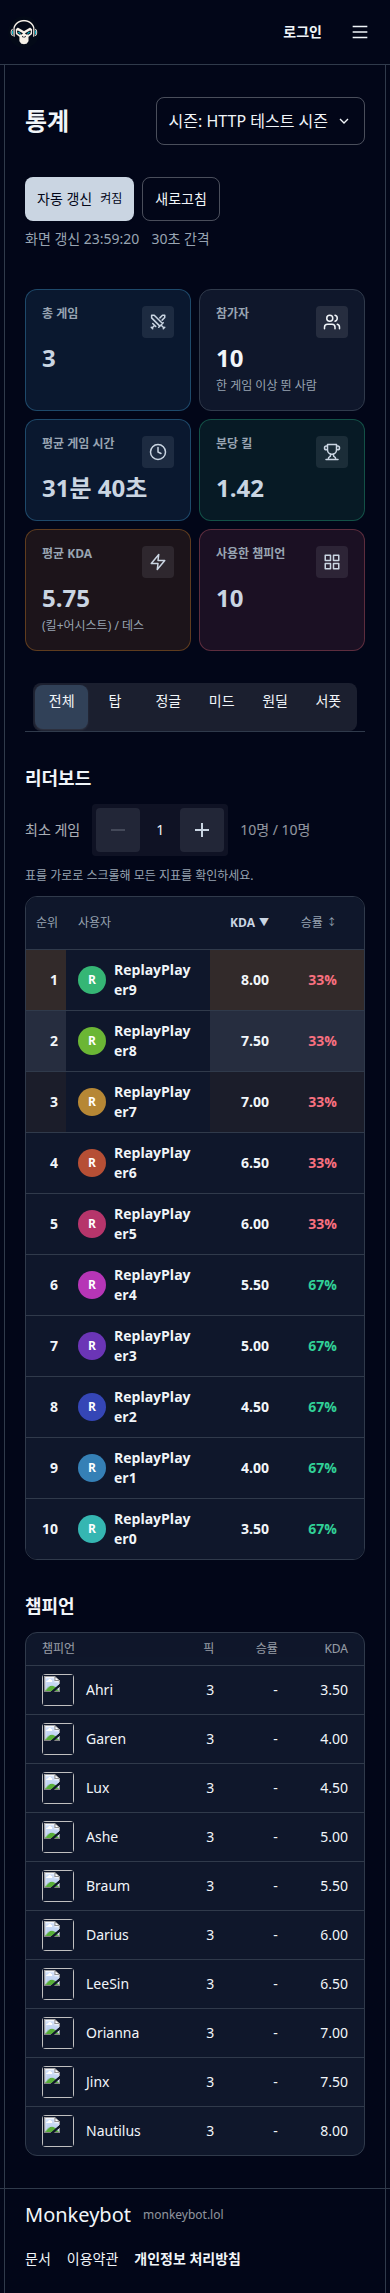 로그인
통계
시즌: HTTP 테스트 시즌
자동 갱신 켜짐
새로고침
화면 갱신 23:59:20 30초 간격
총 게임
3
참가자
10
한 게임 이상 뛴 사람
평균 게임 시간
31분 40초
분당 킬
1.42
평균 KDA
5.75
(킬+어시스트) / 데스
사용한 챔피언
10
전체 탑 정글 미드 원딜 서폿
리더보드
최소 게임 — 1 + 10명 / 10명
표를 가로로 스크롤해 모든 지표를 확인하세요.
순위 사용자 KDA ▼ 승률 ↕
1 R ReplayPlay
er9 8.00 33%
2 R ReplayPlay
er8 7.50 33%
3 R ReplayPlay
er7 7.00 33%
4 R ReplayPlay
er6 6.50 33%
5 R ReplayPlay
er5 6.00 33%
6 R ReplayPlay
er4 5.50 67%
7 R ReplayPlay
er3 5.00 67%
8 R ReplayPlay
er2 4.50 67%
9 R ReplayPlay
er1 4.00 67%
10 R ReplayPlay
er0 3.50 67%
챔피언
챔피언 픽 승률 KDA
Ahri 3 - 3.50
Garen 3 - 4.00
Lux 3 - 4.50
Ashe 3 - 5.00
Braum 3 - 5.50
Darius 3 - 6.00
LeeSin 3 - 6.50
Orianna 3 - 7.00
Jinx 3 - 7.50
Nautilus 3 - 8.00
Monkeybot monkeybot.lol
문서 이용약관 개인정보 처리방침